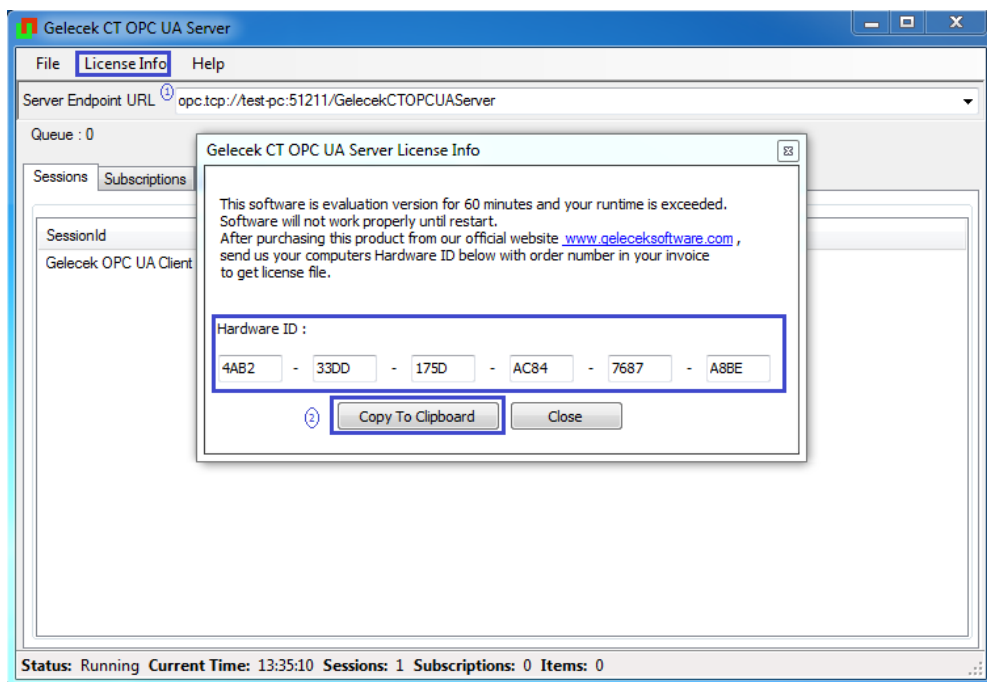 Gelecek CT OPC UA Server
File License Info Help
Server Endpoint URL 1 opc.tcp://test-pc:51211/GelecekCTOPCUAServer
Queue : 0
Gelecek CT OPC UA Server License Info
Sessions Subscriptions
This software is evaluation version for 60 minutes and your runtime is exceeded.
Software will not work properly until restart.
After purchasing this product from our official website www.geleceksoftware.com ,
send us your computers Hardware ID below with order number in your invoice
to get license file.
SessionId
Gelecek OPC UA Client
Hardware ID :
4AB2 - 33DD - 175D - AC84 - 7687 - A8BE
2 Copy To Clipboard Close
Status: Running Current Time: 13:35:10 Sessions: 1 Subscriptions: 0 Items: 0